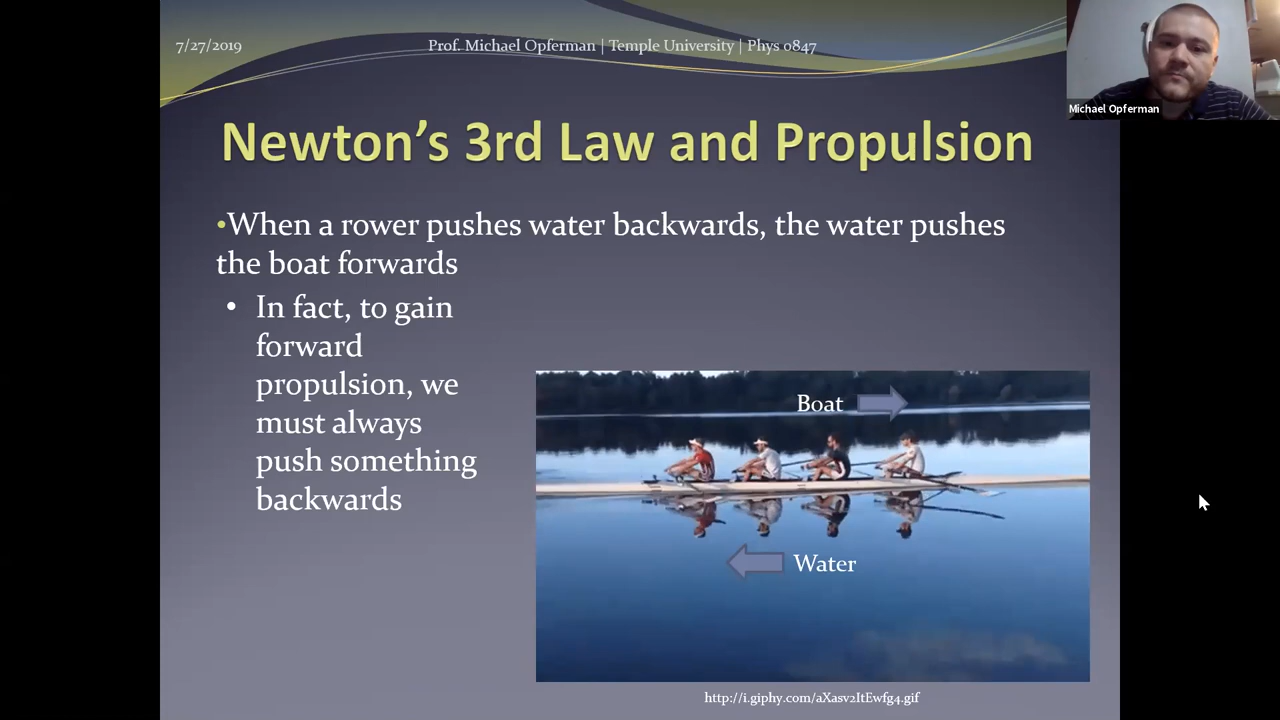 7/27/2019
Prof. Michael Opferman | Temple University | Phys 0847
Michael Opferman
Newton's 3rd Law and Propulsion
•When a rower pushes water backwards, the water pushes
the boat forwards
• In fact, to gain
forward
propulsion, we
must always
push something
backwards
Boat
Water
http://i.giphy.com/aXasv2ItEwfg4.gif